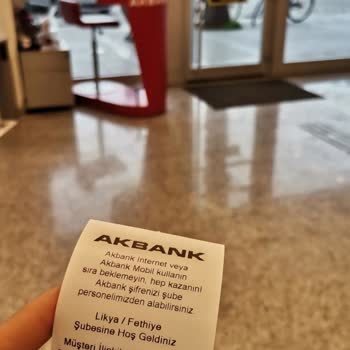 AKBANK
Akbank Internet veya
Akbank Mobil kullanın
sıra beklemeyin, hep kazanın!
Akbank şifrenizi şube
personelimizden alabilirsiniz
Likya / Fethiye
Şubesine Hoş Geldiniz
Müşteri